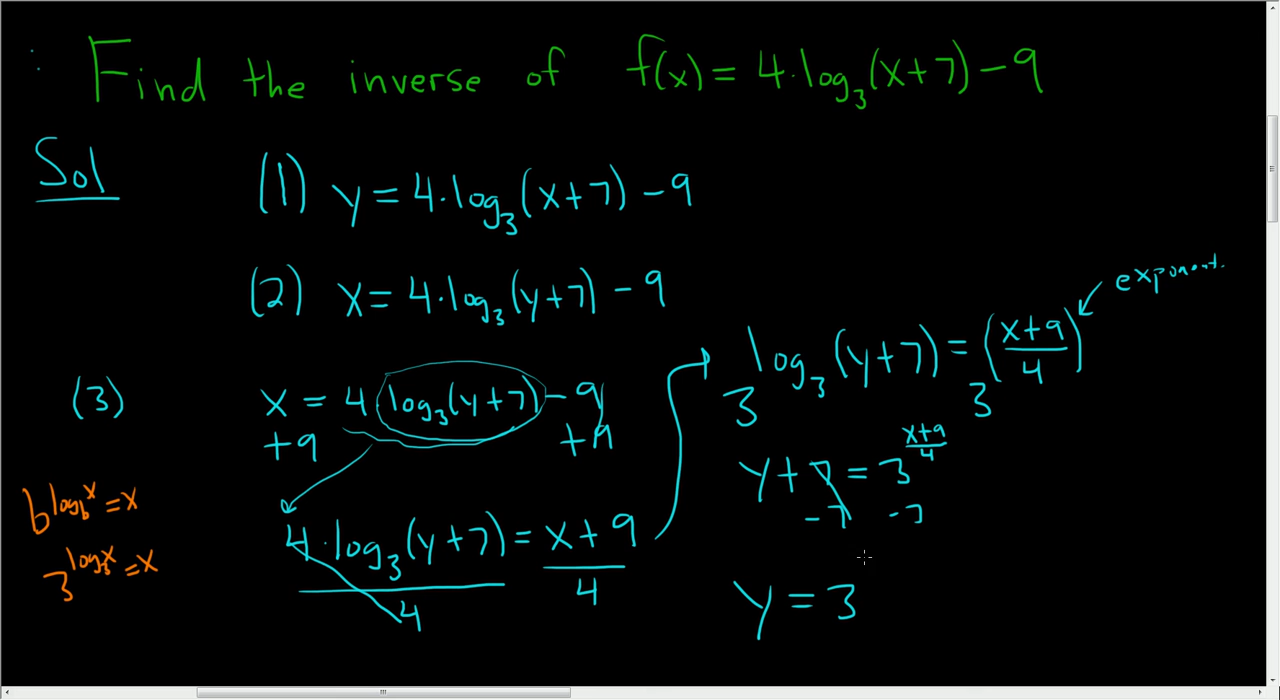 : Find the inverse of f(x) = 4·log₃(x+7) - 9
Sol
(1) y = 4·log₃(x+7) - 9
(2) x = 4·log₃(y+7) - 9
(3) x = 4 log₃(y+7) - 9
+9 +9
4·log₃(y+7) = x+9
4 4
b^(log_b x) = x
3^(log₃ x) = x
exponent.
3^(log₃(y+7)) = 3^((x+9)/4)
y+7 = 3^((x+9)/4)
-7 -7
y = 3